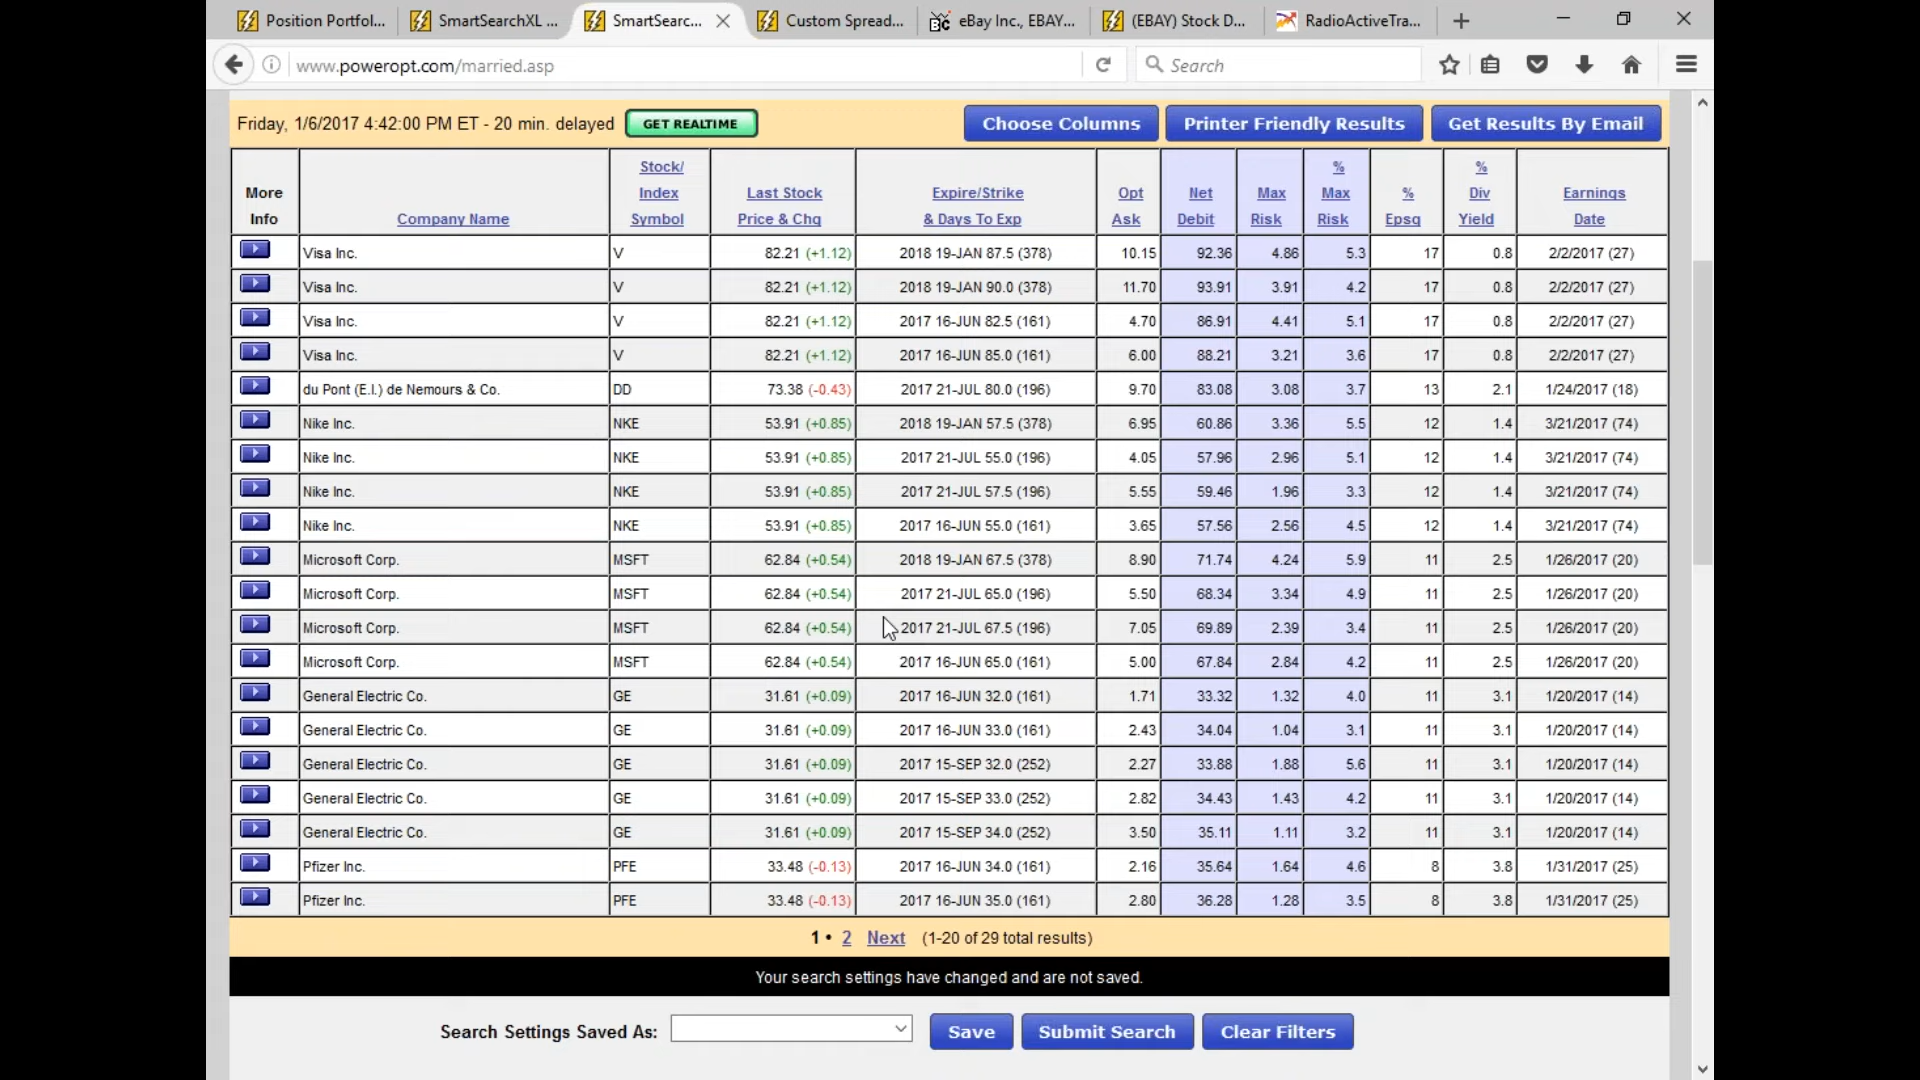 Position Portfol... SmartSearchXL ... SmartSearc... Custom Spread... eBay Inc., EBAY... (EBAY) Stock D... RadioActiveTra...
www.poweropt.com/married.asp Search
Friday, 1/6/2017 4:42:00 PM ET - 20 min. delayed GET REALTIME Choose Columns Printer Friendly Results Get Results By Email
More Info Company Name Stock/ Index Symbol Last Stock Price & Chg Expire/Strike & Days To Exp Opt Ask Net Debit Max Risk % Max Risk % Epsg % Div Yield Earnings Date
Visa Inc. V 82.21 (+1.12) 2018 19-JAN 87.5 (378) 10.15 92.36 4.86 5.3 17 0.8 2/2/2017 (27)
Visa Inc. V 82.21 (+1.12) 2018 19-JAN 90.0 (378) 11.70 93.91 3.91 4.2 17 0.8 2/2/2017 (27)
Visa Inc. V 82.21 (+1.12) 2017 16-JUN 82.5 (161) 4.70 86.91 4.41 5.1 17 0.8 2/2/2017 (27)
Visa Inc. V 82.21 (+1.12) 2017 16-JUN 85.0 (161) 6.00 88.21 3.21 3.6 17 0.8 2/2/2017 (27)
du Pont (E.I.) de Nemours & Co. DD 73.38 (-0.43) 2017 21-JUL 80.0 (196) 9.70 83.08 3.08 3.7 13 2.1 1/24/2017 (18)
Nike Inc. NKE 53.91 (+0.85) 2018 19-JAN 57.5 (378) 6.95 60.86 3.36 5.5 12 1.4 3/21/2017 (74)
Nike Inc. NKE 53.91 (+0.85) 2017 21-JUL 55.0 (196) 4.05 57.96 2.96 5.1 12 1.4 3/21/2017 (74)
Nike Inc. NKE 53.91 (+0.85) 2017 21-JUL 57.5 (196) 5.55 59.46 1.96 3.3 12 1.4 3/21/2017 (74)
Nike Inc. NKE 53.91 (+0.85) 2017 16-JUN 55.0 (161) 3.65 57.56 2.56 4.5 12 1.4 3/21/2017 (74)
Microsoft Corp. MSFT 62.84 (+0.54) 2018 19-JAN 67.5 (378) 8.90 71.74 4.24 5.9 11 2.5 1/26/2017 (20)
Microsoft Corp. MSFT 62.84 (+0.54) 2017 21-JUL 65.0 (196) 5.50 68.34 3.34 4.9 11 2.5 1/26/2017 (20)
Microsoft Corp. MSFT 62.84 (+0.54) 2017 21-JUL 67.5 (196) 7.05 69.89 2.39 3.4 11 2.5 1/26/2017 (20)
Microsoft Corp. MSFT 62.84 (+0.54) 2017 16-JUN 65.0 (161) 5.00 67.84 2.84 4.2 11 2.5 1/26/2017 (20)
General Electric Co. GE 31.61 (+0.09) 2017 16-JUN 32.0 (161) 1.71 33.32 1.32 4.0 11 3.1 1/20/2017 (14)
General Electric Co. GE 31.61 (+0.09) 2017 16-JUN 33.0 (161) 2.43 34.04 1.04 3.1 11 3.1 1/20/2017 (14)
General Electric Co. GE 31.61 (+0.09) 2017 15-SEP 32.0 (252) 2.27 33.88 1.88 5.6 11 3.1 1/20/2017 (14)
General Electric Co. GE 31.61 (+0.09) 2017 15-SEP 33.0 (252) 2.82 34.43 1.43 4.2 11 3.1 1/20/2017 (14)
General Electric Co. GE 31.61 (+0.09) 2017 15-SEP 34.0 (252) 3.50 35.11 1.11 3.2 11 3.1 1/20/2017 (14)
Pfizer Inc. PFE 33.48 (-0.13) 2017 16-JUN 34.0 (161) 2.16 35.64 1.64 4.6 8 3.8 1/31/2017 (25)
Pfizer Inc. PFE 33.48 (-0.13) 2017 16-JUN 35.0 (161) 2.80 36.28 1.28 3.5 8 3.8 1/31/2017 (25)
1 • 2 Next (1-20 of 29 total results)
Your search settings have changed and are not saved.
Search Settings Saved As: Save Submit Search Clear Filters